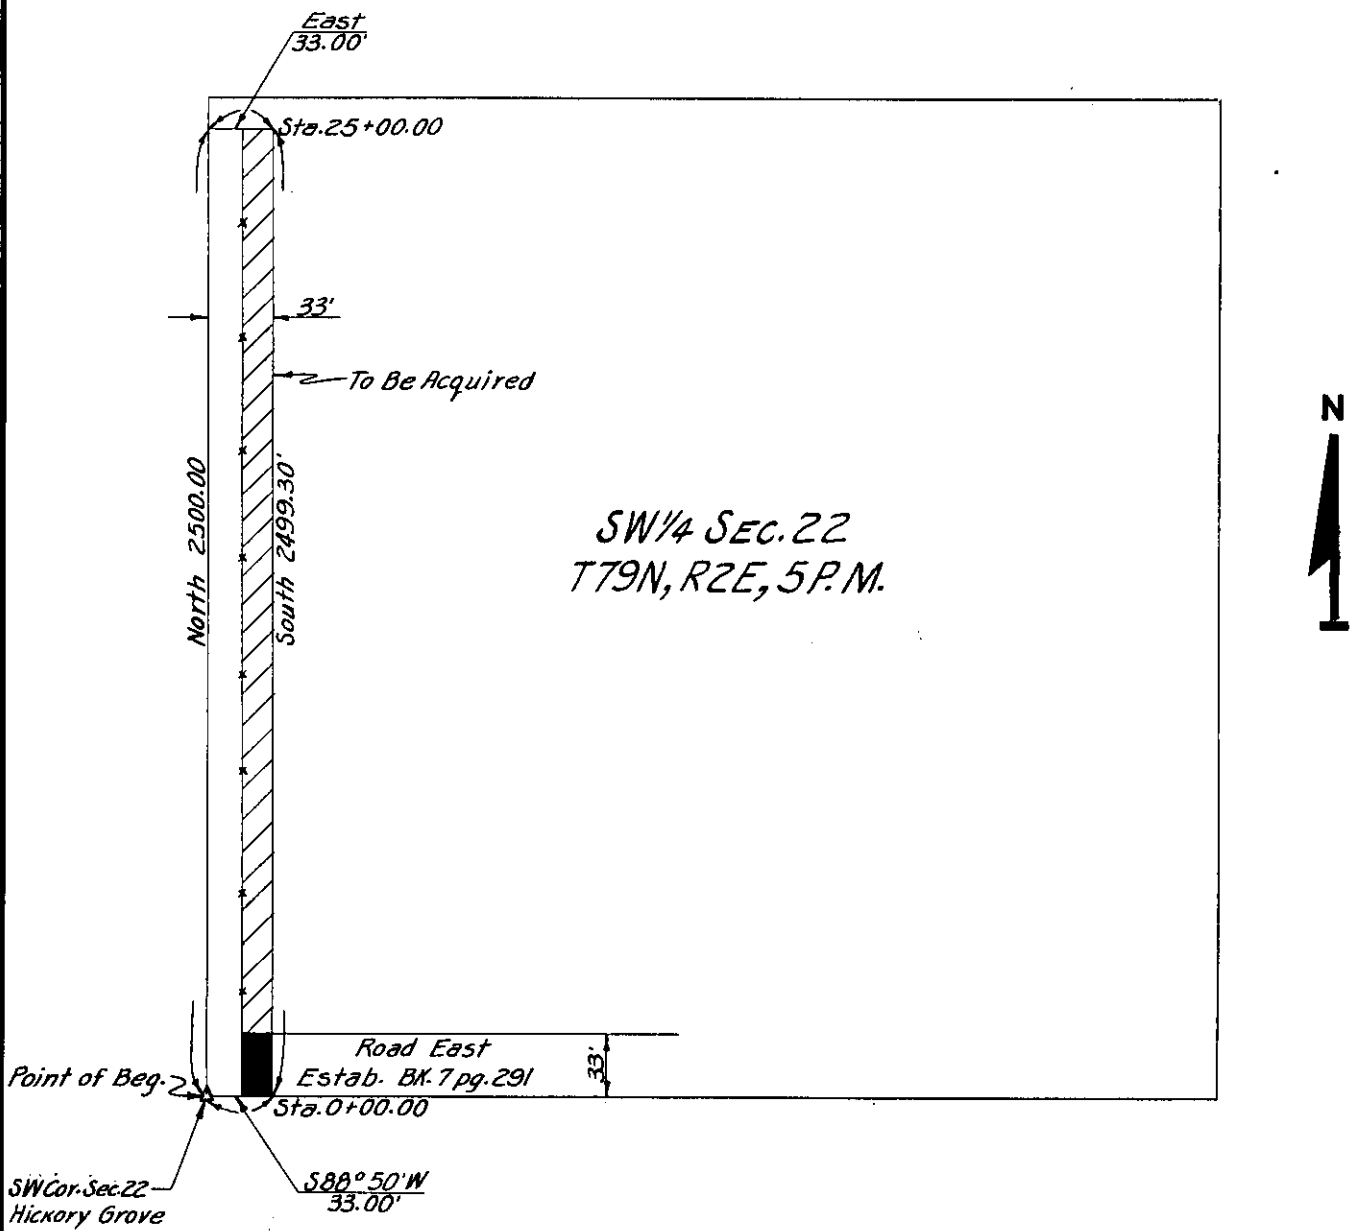 East
33.00'
Sta.25+00.00
33'
To Be Acquired
N
North 2500.00
South 2499.30'
SW¼ SEC.22
T79N, R2E, 5P.M.
Road East
Estab. BK.7 pg.291
33'
Point of Beg.
Sta.0+00.00
SW Cor. Sec.22
Hickory Grove
S88°50'W
33.00'